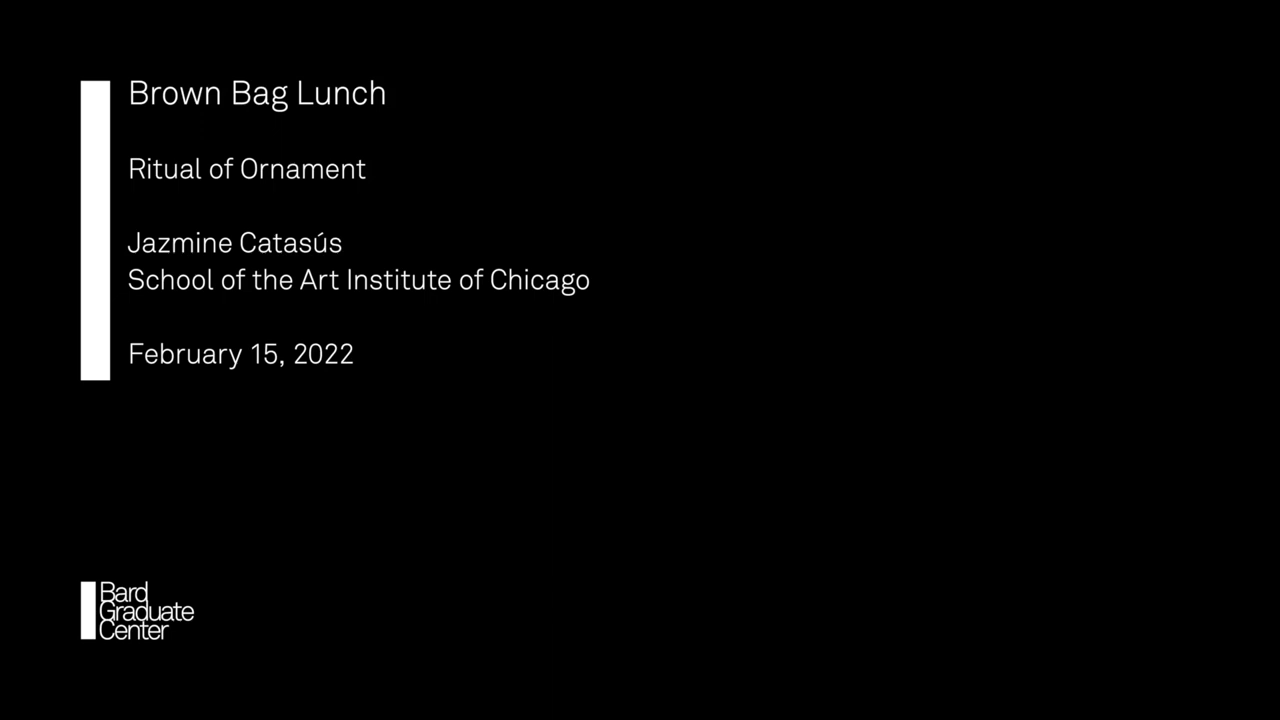 Brown Bag Lunch
Ritual of Ornament
Jazmine Catasús
School of the Art Institute of Chicago
February 15, 2022
Bard
Graduate
Center